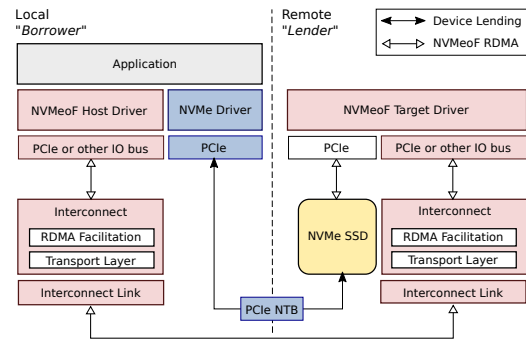 Local
"Borrower"
Remote
"Lender"
Device Lending
NVMeoF RDMA
Application
NVMeoF Host Driver
NVMe Driver
NVMeoF Target Driver
PCIe or other IO bus
PCIe
PCIe
PCIe or other IO bus
Interconnect
RDMA Facilitation
Transport Layer
NVMe SSD
Interconnect
RDMA Facilitation
Transport Layer
Interconnect Link
PCIe NTB
Interconnect Link